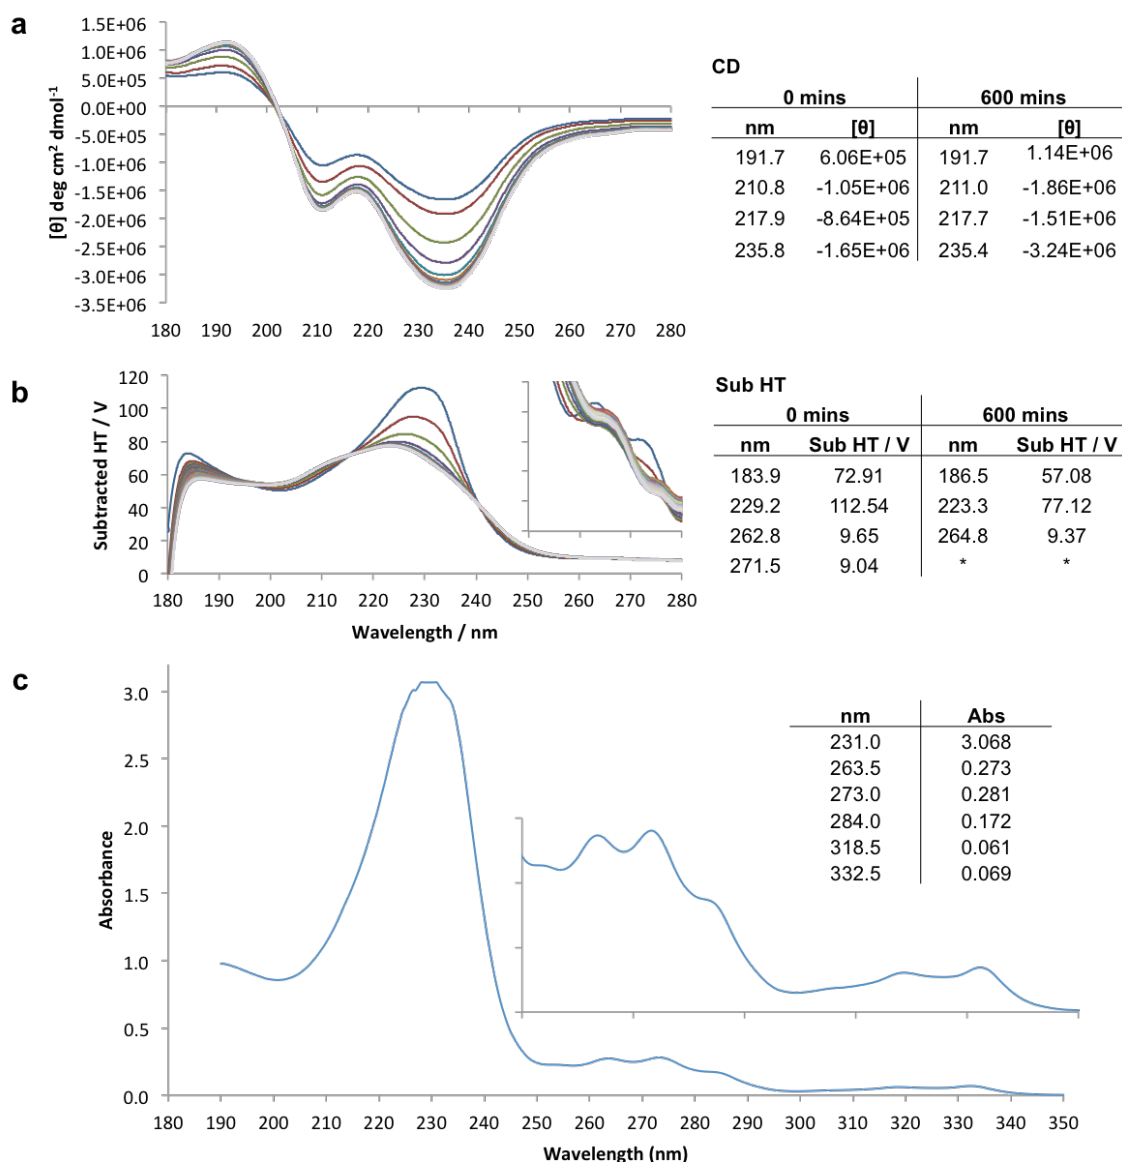 a
1.5E+06
1.0E+06
5.0E+05
0.0E+00
-5.0E+05
-1.0E+06
-1.5E+06
-2.0E+06
-2.5E+06
-3.0E+06
-3.5E+06
[θ] deg cm² dmol⁻¹
180 190 200 210 220 230 240 250 260 270 280
CD
0 mins 600 mins
nm [θ] nm [θ]
191.7 6.06E+05 191.7 1.14E+06
210.8 -1.05E+06 211.0 -1.86E+06
217.9 -8.64E+05 217.7 -1.51E+06
235.8 -1.65E+06 235.4 -3.24E+06
b
120
100
80
60
40
20
0
Subtracted HT / V
180 190 200 210 220 230 240 250 260 270 280
Wavelength / nm
Sub HT
0 mins 600 mins
nm Sub HT / V nm Sub HT / V
183.9 72.91 186.5 57.08
229.2 112.54 223.3 77.12
262.8 9.65 264.8 9.37
271.5 9.04 * *
c
3.0
2.5
2.0
1.5
1.0
0.5
0.0
Absorbance
180 190 200 210 220 230 240 250 260 270 280 290 300 310 320 330 340 350
Wavelength (nm)
nm Abs
231.0 3.068
263.5 0.273
273.0 0.281
284.0 0.172
318.5 0.061
332.5 0.069